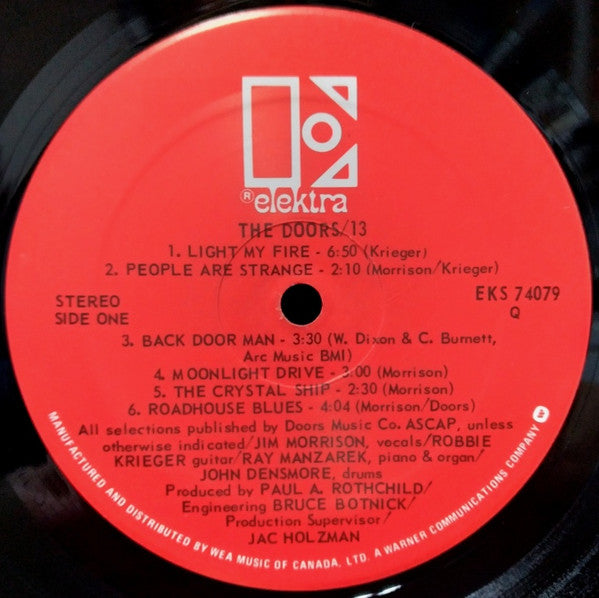 ® elektra
THE DOORS/13
1. LIGHT MY FIRE - 6:50 (Krieger)
2. PEOPLE ARE STRANGE - 2:10 (Morrison/Krieger)
STEREO
SIDE ONE
EKS 74079
Q
3. BACK DOOR MAN - 3:30 (W. Dixon & C. Burnett,
Arc Music BMI)
4. MOONLIGHT DRIVE - 3:00 (Morrison)
5. THE CRYSTAL SHIP - 2:30 (Morrison)
6. ROADHOUSE BLUES - 4:04 (Morrison/Doors)
All selections published by Doors Music Co. ASCAP, unless
otherwise indicated/JIM MORRISON, vocals/ROBBIE
KRIEGER guitar/RAY MANZAREK, piano & organ/
JOHN DENSMORE, drums
Produced by PAUL A. ROTHCHILD/
Engineering BRUCE BOTNICK/
Production Supervisor/
JAC HOLZMAN
MANUFACTURED AND DISTRIBUTED BY WEA MUSIC OF CANADA, LTD. A WARNER COMMUNICATIONS COMPANY